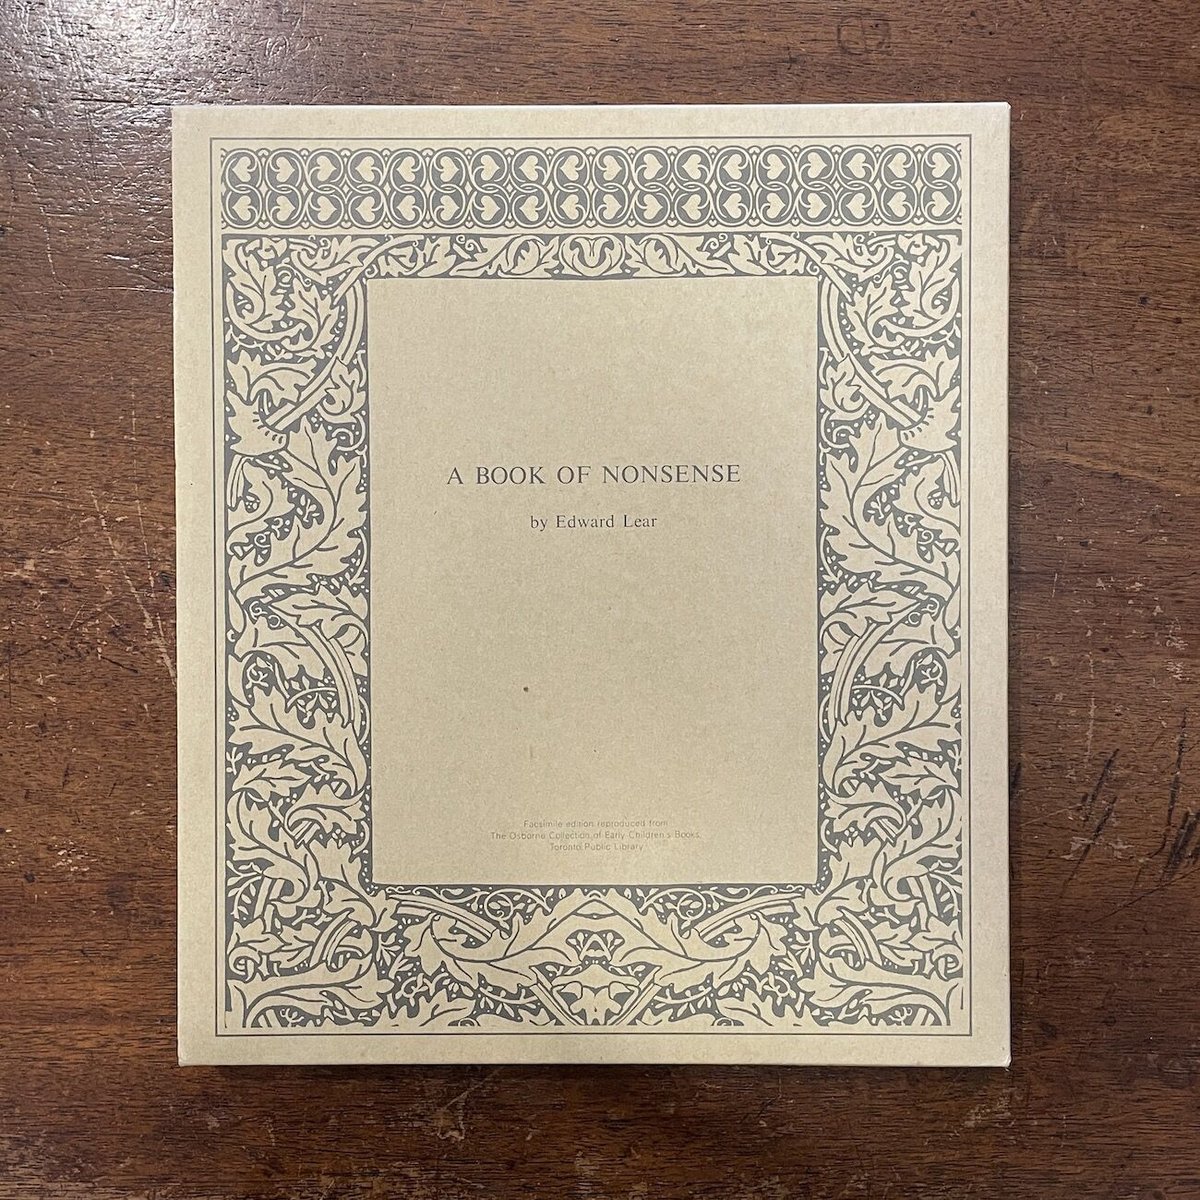 A BOOK OF NONSENSE
by Edward Lear
Facsimile edition reproduced from
The Osborne Collection of Early Children's Books,
Toronto Public Library